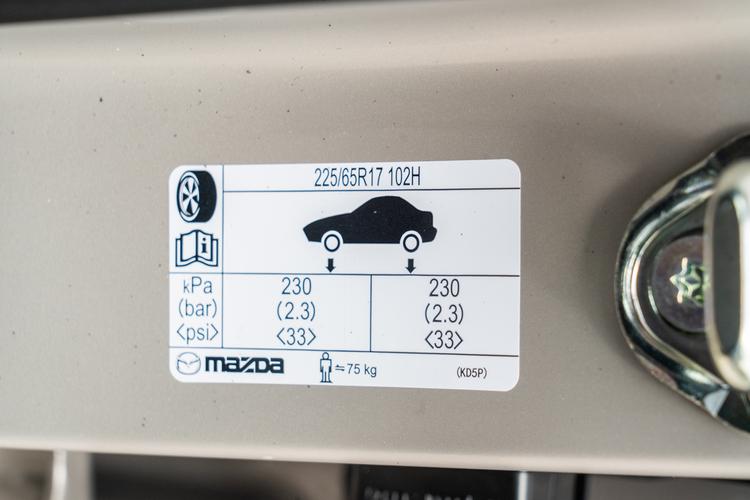 225/65R17 102H
kPa 230 230
(bar) (2.3) (2.3)
<psi> <33> <33>
mazda ≒75 kg (KD5P)